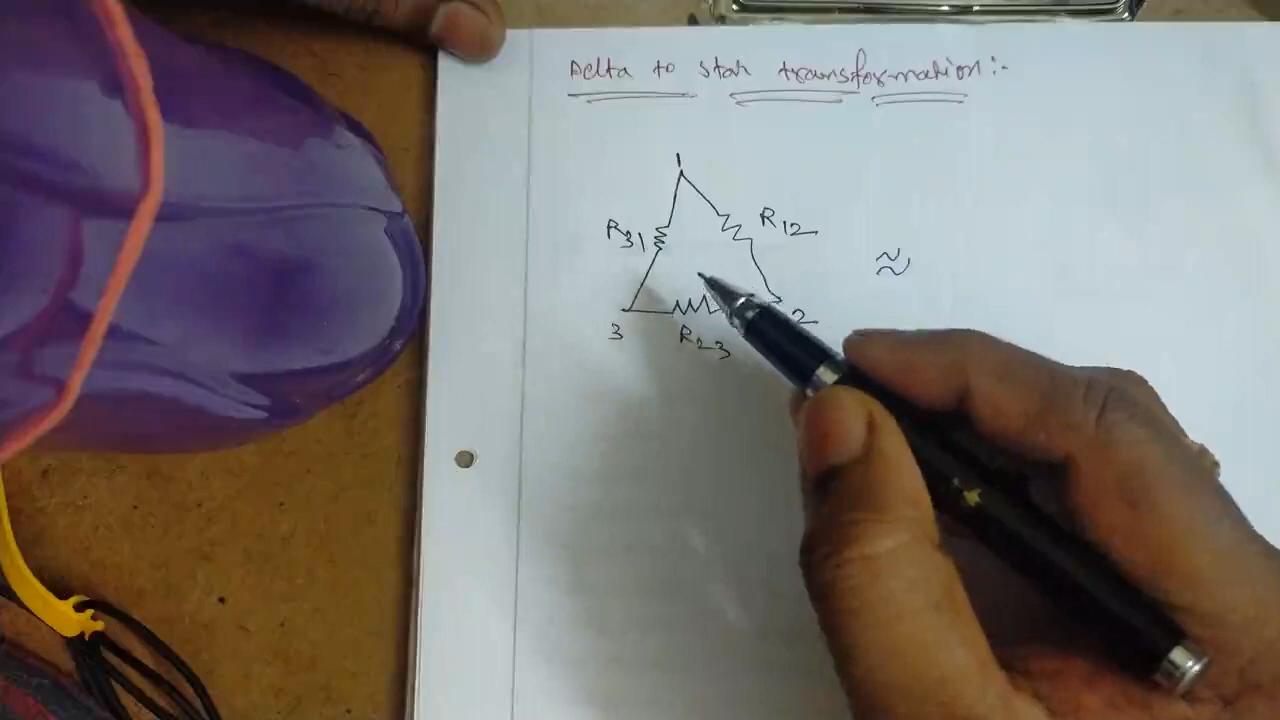 Delta to star transformation:-
1
R31
R12
≈
3
2
R23